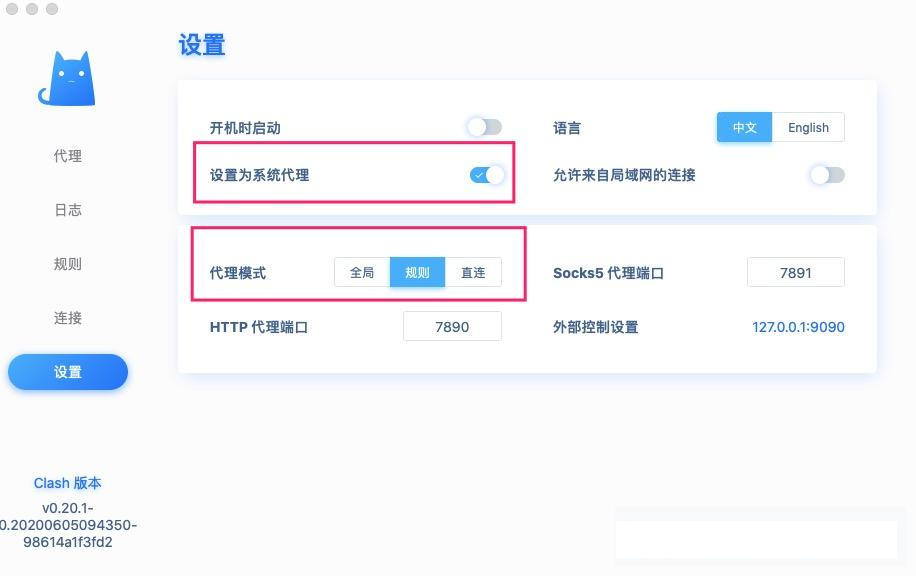 设置
开机时启动
语言
中文
English
设置为系统代理
允许来自局域网的连接
代理
日志
规则
连接
设置
代理模式
全局
规则
直连
Socks5 代理端口
7891
HTTP 代理端口
7890
外部控制设置
127.0.0.1:9090
Clash 版本
v0.20.1-
0.20200605094350-
98614a1f3fd2